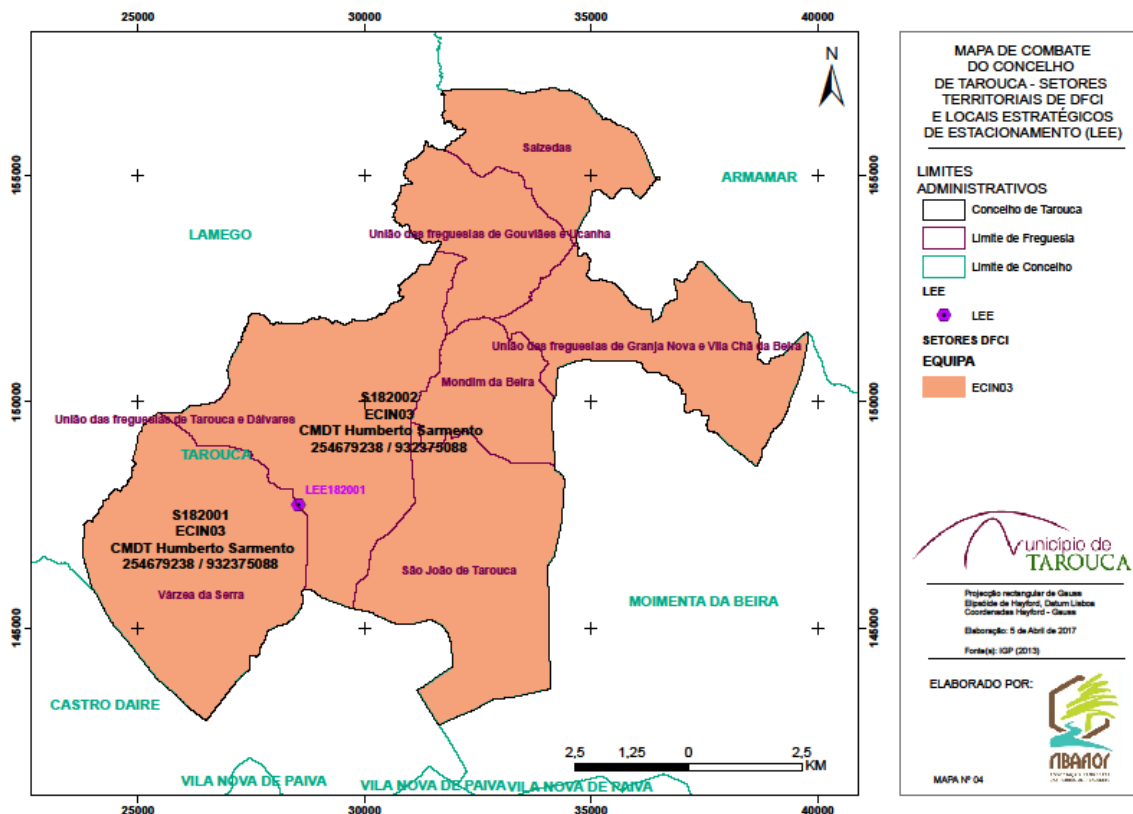 25000 30000 35000 40000
155000 155000
150000 150000
145000 145000
N
Salzedas
ARMAMAR
LAMEGO
União das freguesias de Gouviães e Ucanha
União das freguesias de Granja Nova e Vila Chã da Beira
Mondim da Beira
S182002
ECIN03
CMDT Humberto Sarmento
254679238 / 932375088
União das freguesias de Tarouca e Dálvares
TAROUCA
LEE182001
S182001
ECIN03
CMDT Humberto Sarmento
254679238 / 932375088
São João de Tarouca
Várzea da Serra
MOIMENTA DA BEIRA
CASTRO DAIRE
2,5 1,25 0 2,5
KM
VILA NOVA DE PAIVA
VILA NOVA DE PAIVA
VILA NOVA DE PAIVA
25000 30000 35000 40000
MAPA DE COMBATE
DO CONCELHO
DE TAROUCA - SETORES
TERRITORIAIS DE DFCI
E LOCAIS ESTRATÉGICOS
DE ESTACIONAMENTO (LEE)
LIMITES
ADMINISTRATIVOS
Concelho de Tarouca
Limite de Freguesia
Limite de Concelho
LEE
LEE
SETORES DFCI
EQUIPA
ECIN03
Município de
TAROUCA
Projecção rectangular de Gauss
Elipsóide de Hayford, Datum Lisboa
Coordenadas Hayford - Gauss
Elaboração: 5 de Abril de 2017
Fonte(s): IGP (2013)
ELABORADO POR:
MAPA Nº 04